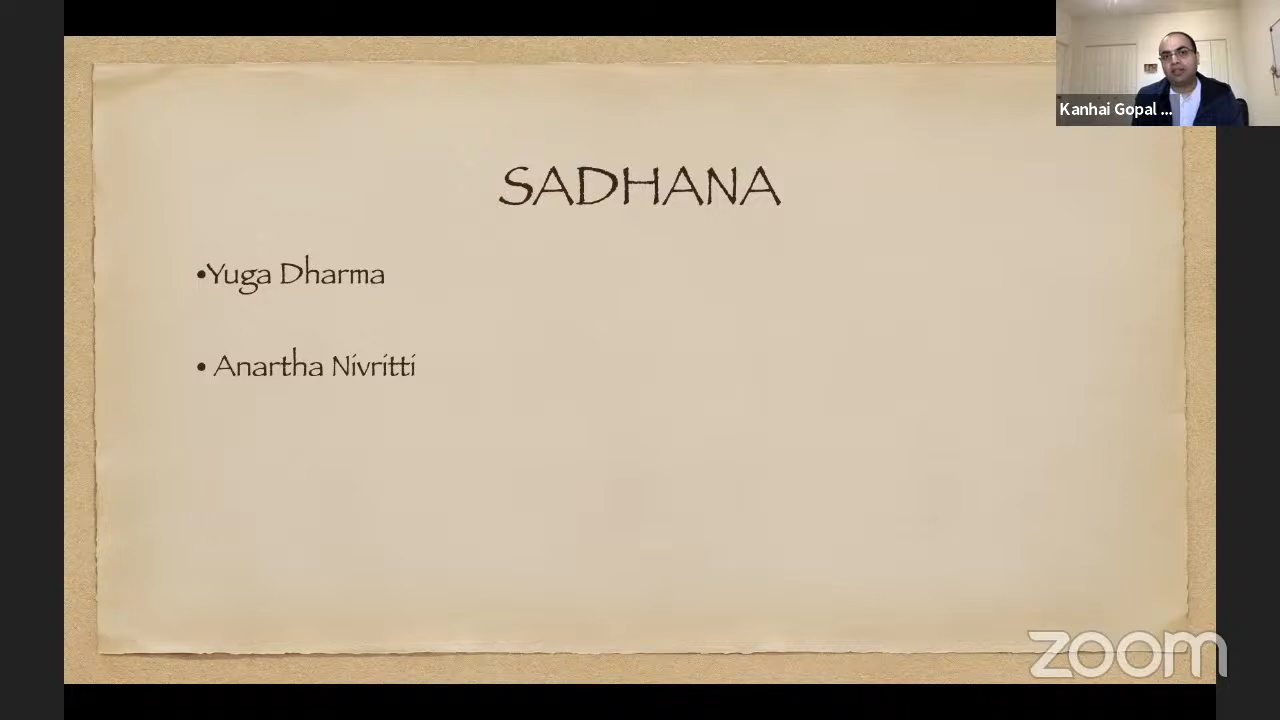 Kanhai Gopal ...
SADHANA
•Yuga Dharma
• Anartha Nivritti
zoom